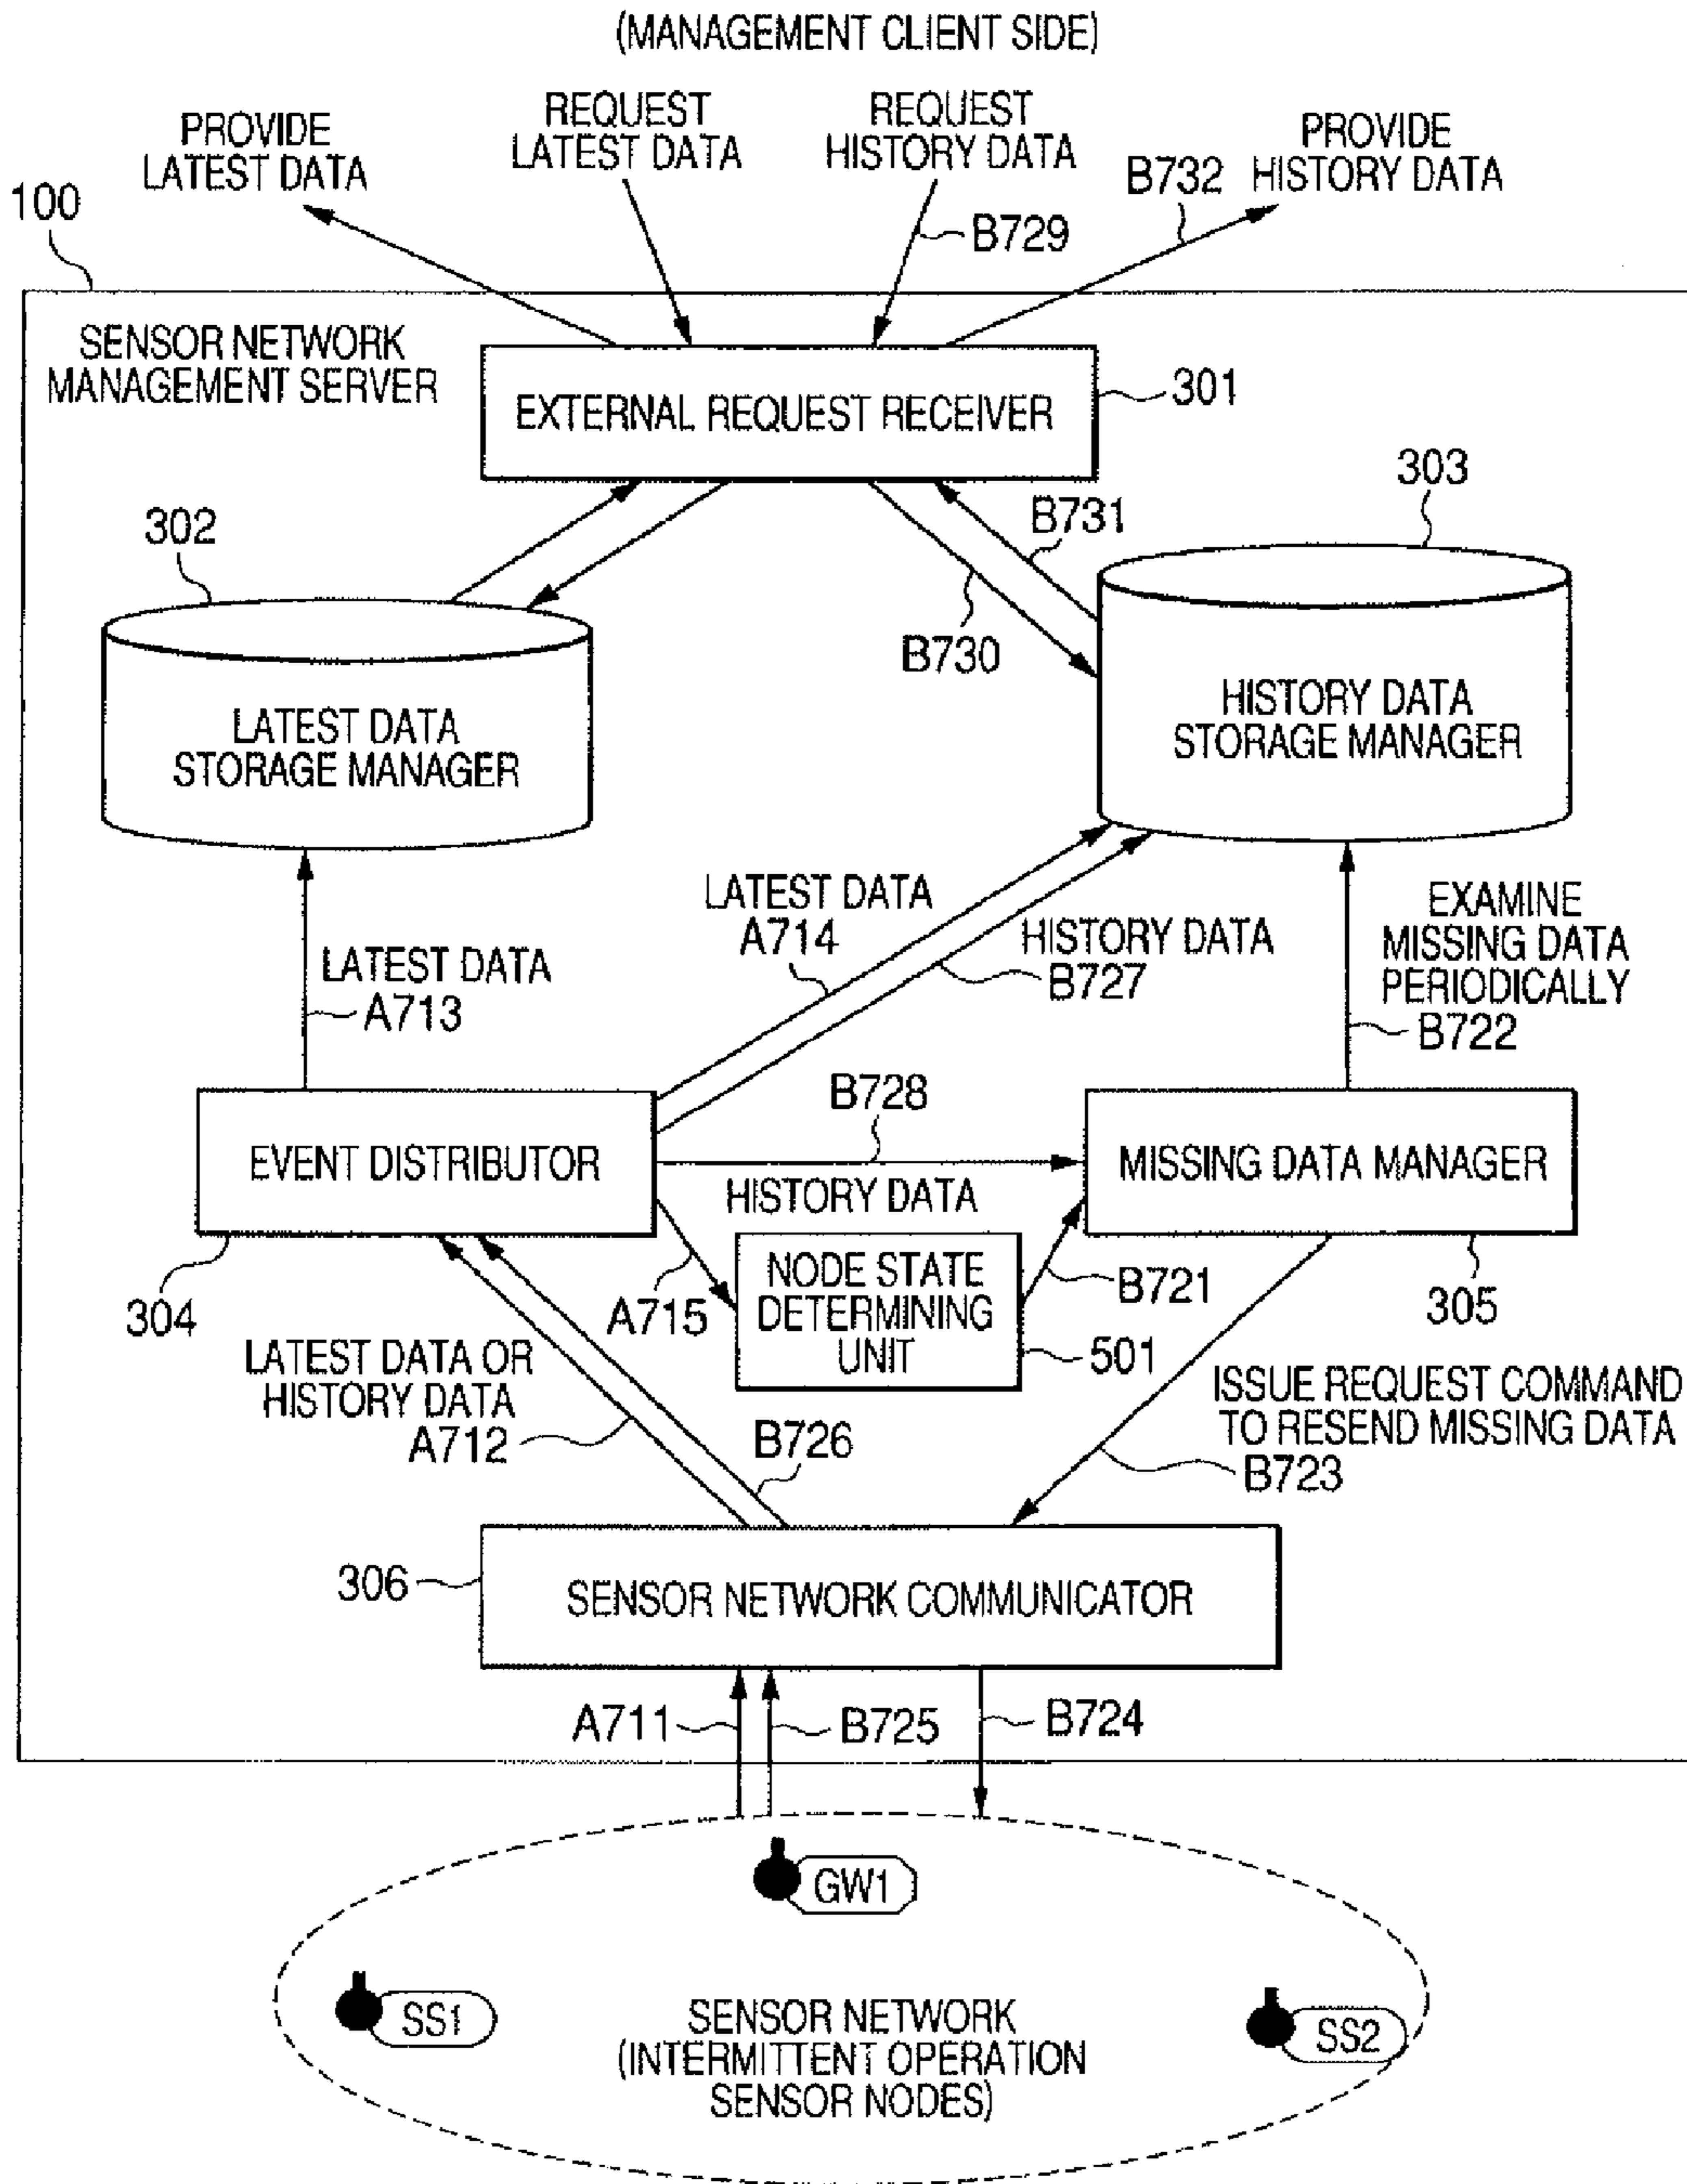 (MANAGEMENT CLIENT SIDE)
PROVIDE
LATEST DATA
REQUEST
LATEST DATA
REQUEST
HISTORY DATA
PROVIDE
HISTORY DATA
B732
100
B729
SENSOR NETWORK
MANAGEMENT SERVER
EXTERNAL REQUEST RECEIVER
301
303
302
B731
B730
LATEST DATA
STORAGE MANAGER
HISTORY DATA
STORAGE MANAGER
LATEST DATA
A714
HISTORY DATA
B727
EXAMINE
MISSING DATA
PERIODICALLY
B722
LATEST DATA
A713
B728
EVENT DISTRIBUTOR
MISSING DATA MANAGER
HISTORY DATA
304
A715
NODE STATE
DETERMINING
UNIT
B721
305
501
LATEST DATA OR
HISTORY DATA
A712
B726
ISSUE REQUEST COMMAND
TO RESEND MISSING DATA
B723
306
SENSOR NETWORK COMMUNICATOR
A711
B725
B724
GW1
SS1
SENSOR NETWORK
(INTERMITTENT OPERATION
SENSOR NODES)
SS2